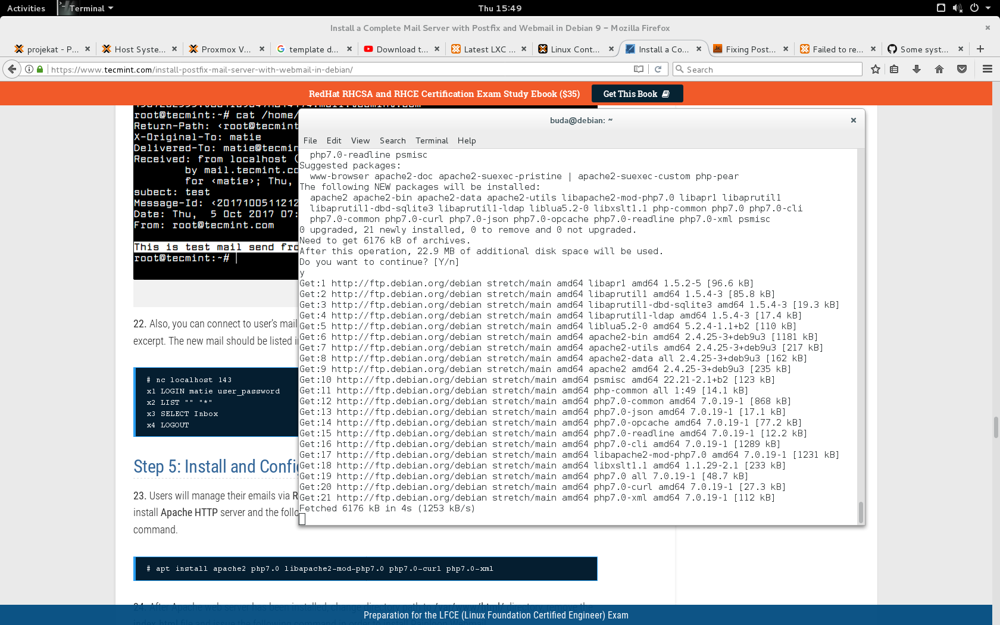 Activities
Terminal
Thu 15:49
Install a Complete Mail Server with Postfix and Webmail in Debian 9 – Mozilla Firefox
projekat - P...
Host Syste...
Proxmox V...
template d...
Download t...
Latest LXC ...
Linux Cont...
Install a Co...
Fixing Post...
Failed to re...
Some syst...
https://www.tecmint.com/install-postfix-mail-server-with-webmail-in-debian/
Search
RedHat RHCSA and RHCE Certification Exam Study Ebook ($35)
Get This Book
root@tecmint:~# cat /home/
Return-Path: <root@tecmint
X-Original-To: matie
Delivered-To: matie@tecmin
Received: from localhost (
by mail.tecmint.co
for <matie>; Thu,
subect: test
Message-Id: <2017100511212
Date: Thu,  5 Oct 2017 07:
From: root@tecmint.com
This is test mail send fro
root@tecmint:~#
22. Also, you can connect to user's mail
excerpt. The new mail should be listed i
# nc localhost 143
x1 LOGIN matie user_password
x2 LIST "" "*"
x3 SELECT Inbox
x4 LOGOUT
Step 5: Install and Confi
23. Users will manage their emails via R
install Apache HTTP server and the follo
command.
# apt install apache2 php7.0 libapache2-mod-php7.0 php7.0-curl php7.0-xml
24. After Apache web server has been installed, change directory path to /var/www/html/ directory, remove the
Preparation for the LFCE (Linux Foundation Certified Engineer) Exam
buda@debian: ~
File Edit View Search Terminal Help
php7.0-readline psmisc
Suggested packages:
www-browser apache2-doc apache2-suexec-pristine | apache2-suexec-custom php-pear
The following NEW packages will be installed:
apache2 apache2-bin apache2-data apache2-utils libapache2-mod-php7.0 libapr1 libaprutil1
libaprutil1-dbd-sqlite3 libaprutil1-ldap liblua5.2-0 libxslt1.1 php-common php7.0 php7.0-cli
php7.0-common php7.0-curl php7.0-json php7.0-opcache php7.0-readline php7.0-xml psmisc
0 upgraded, 21 newly installed, 0 to remove and 0 not upgraded.
Need to get 6176 kB of archives.
After this operation, 22.9 MB of additional disk space will be used.
Do you want to continue? [Y/n]
y
Get:1 http://ftp.debian.org/debian stretch/main amd64 libapr1 amd64 1.5.2-5 [96.6 kB]
Get:2 http://ftp.debian.org/debian stretch/main amd64 libaprutil1 amd64 1.5.4-3 [85.8 kB]
Get:3 http://ftp.debian.org/debian stretch/main amd64 libaprutil1-dbd-sqlite3 amd64 1.5.4-3 [19.3 kB]
Get:4 http://ftp.debian.org/debian stretch/main amd64 libaprutil1-ldap amd64 1.5.4-3 [17.4 kB]
Get:5 http://ftp.debian.org/debian stretch/main amd64 liblua5.2-0 amd64 5.2.4-1.1+b2 [110 kB]
Get:6 http://ftp.debian.org/debian stretch/main amd64 apache2-bin amd64 2.4.25-3+deb9u3 [1181 kB]
Get:7 http://ftp.debian.org/debian stretch/main amd64 apache2-utils amd64 2.4.25-3+deb9u3 [217 kB]
Get:8 http://ftp.debian.org/debian stretch/main amd64 apache2-data all 2.4.25-3+deb9u3 [162 kB]
Get:9 http://ftp.debian.org/debian stretch/main amd64 apache2 amd64 2.4.25-3+deb9u3 [235 kB]
Get:10 http://ftp.debian.org/debian stretch/main amd64 psmisc amd64 22.21-2.1+b2 [123 kB]
Get:11 http://ftp.debian.org/debian stretch/main amd64 php-common all 1:49 [14.1 kB]
Get:12 http://ftp.debian.org/debian stretch/main amd64 php7.0-common amd64 7.0.19-1 [868 kB]
Get:13 http://ftp.debian.org/debian stretch/main amd64 php7.0-json amd64 7.0.19-1 [17.1 kB]
Get:14 http://ftp.debian.org/debian stretch/main amd64 php7.0-opcache amd64 7.0.19-1 [77.2 kB]
Get:15 http://ftp.debian.org/debian stretch/main amd64 php7.0-readline amd64 7.0.19-1 [12.2 kB]
Get:16 http://ftp.debian.org/debian stretch/main amd64 php7.0-cli amd64 7.0.19-1 [1289 kB]
Get:17 http://ftp.debian.org/debian stretch/main amd64 libapache2-mod-php7.0 amd64 7.0.19-1 [1231 kB]
Get:18 http://ftp.debian.org/debian stretch/main amd64 libxslt1.1 amd64 1.1.29-2.1 [233 kB]
Get:19 http://ftp.debian.org/debian stretch/main amd64 php7.0 all 7.0.19-1 [48.7 kB]
Get:20 http://ftp.debian.org/debian stretch/main amd64 php7.0-curl amd64 7.0.19-1 [27.3 kB]
Get:21 http://ftp.debian.org/debian stretch/main amd64 php7.0-xml amd64 7.0.19-1 [112 kB]
Fetched 6176 kB in 4s (1253 kB/s)